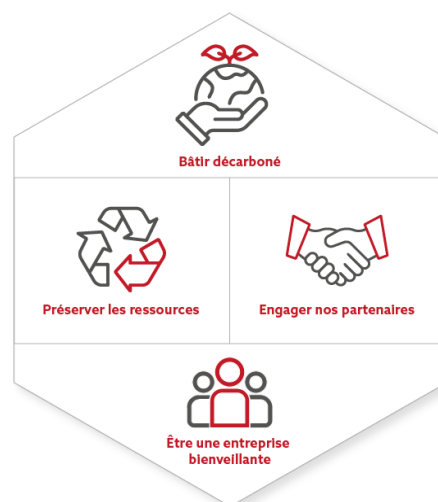 Bâtir décarboné
Préserver les ressources
Engager nos partenaires
Être une entreprise
bienveillante